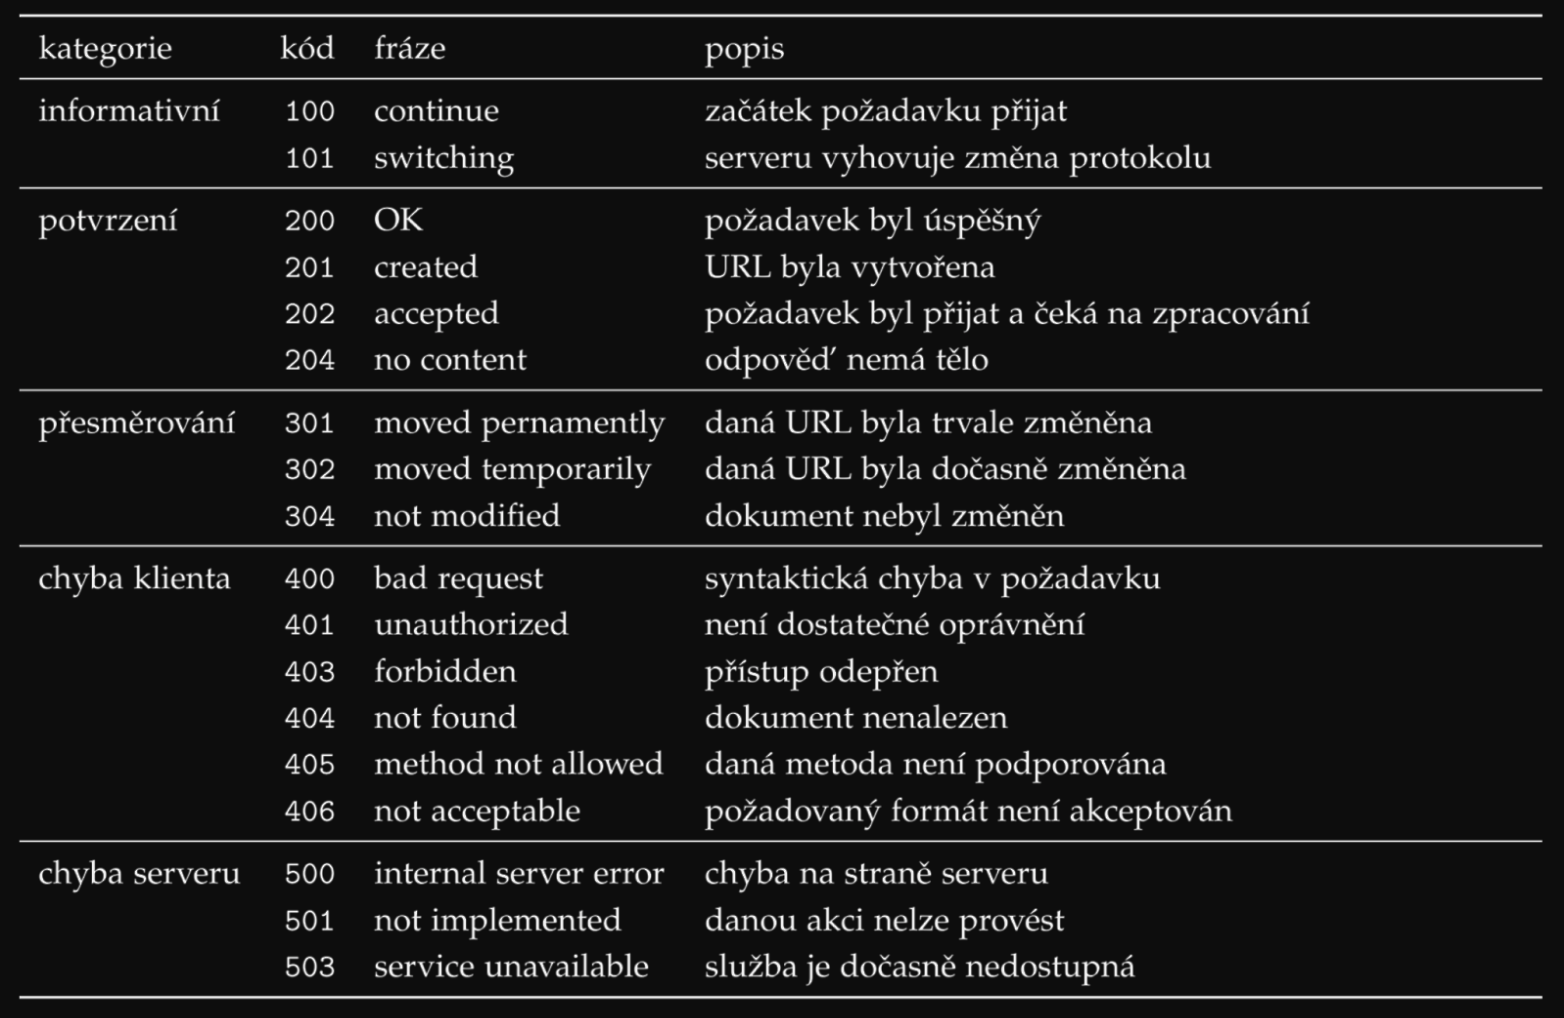 kategorie kód fráze popis
informativní 100 continue začátek požadavku přijat
101 switching serveru vyhovuje změna protokolu
potvrzení 200 OK požadavek byl úspěšný
201 created URL byla vytvořena
202 accepted požadavek byl přijat a čeká na zpracování
204 no content odpověď nemá tělo
přesměrování 301 moved pernamently daná URL byla trvale změněna
302 moved temporarily daná URL byla dočasně změněna
304 not modified dokument nebyl změněn
chyba klienta 400 bad request syntaktická chyba v požadavku
401 unauthorized není dostatečné oprávnění
403 forbidden přístup odepřen
404 not found dokument nenalezen
405 method not allowed daná metoda není podporována
406 not acceptable požadovaný formát není akceptován
chyba serveru 500 internal server error chyba na straně serveru
501 not implemented danou akci nelze provést
503 service unavailable služba je dočasně nedostupná